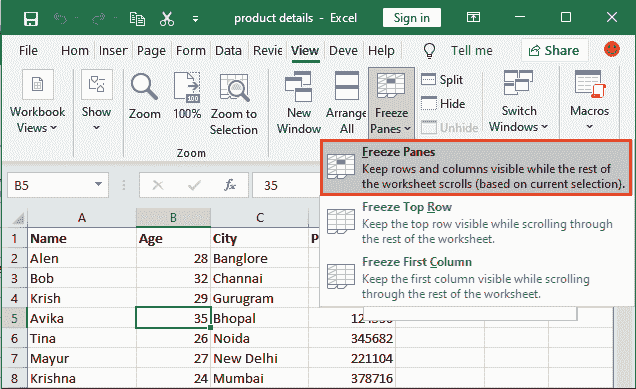 product details - Excel
Sign in
File Hom Inser Page Form Data Revie View Deve Help Tell me Share
Workbook Views
Show
Zoom
100%
Zoom to Selection
New Window
Arrange All
Freeze Panes
Split
Hide
Unhide
Switch Windows
Macros
Zoom
Freeze Panes
Keep rows and columns visible while the rest of
the worksheet scrolls (based on current selection).
Freeze Top Row
Keep the top row visible while scrolling through
the rest of the worksheet.
Freeze First Column
Keep the first column visible while scrolling
through the rest of the worksheet.
B5 fx 35
A B C
1 Name Age City P
2 Alen 28 Banglore
3 Bob 32 Channai
4 Krish 29 Gurugram
5 Avika 35 Bhopal
6 Tina 26 Noida 345682
7 Mayur 27 New Delhi 221104
8 Krishna 24 Mumbai 378716